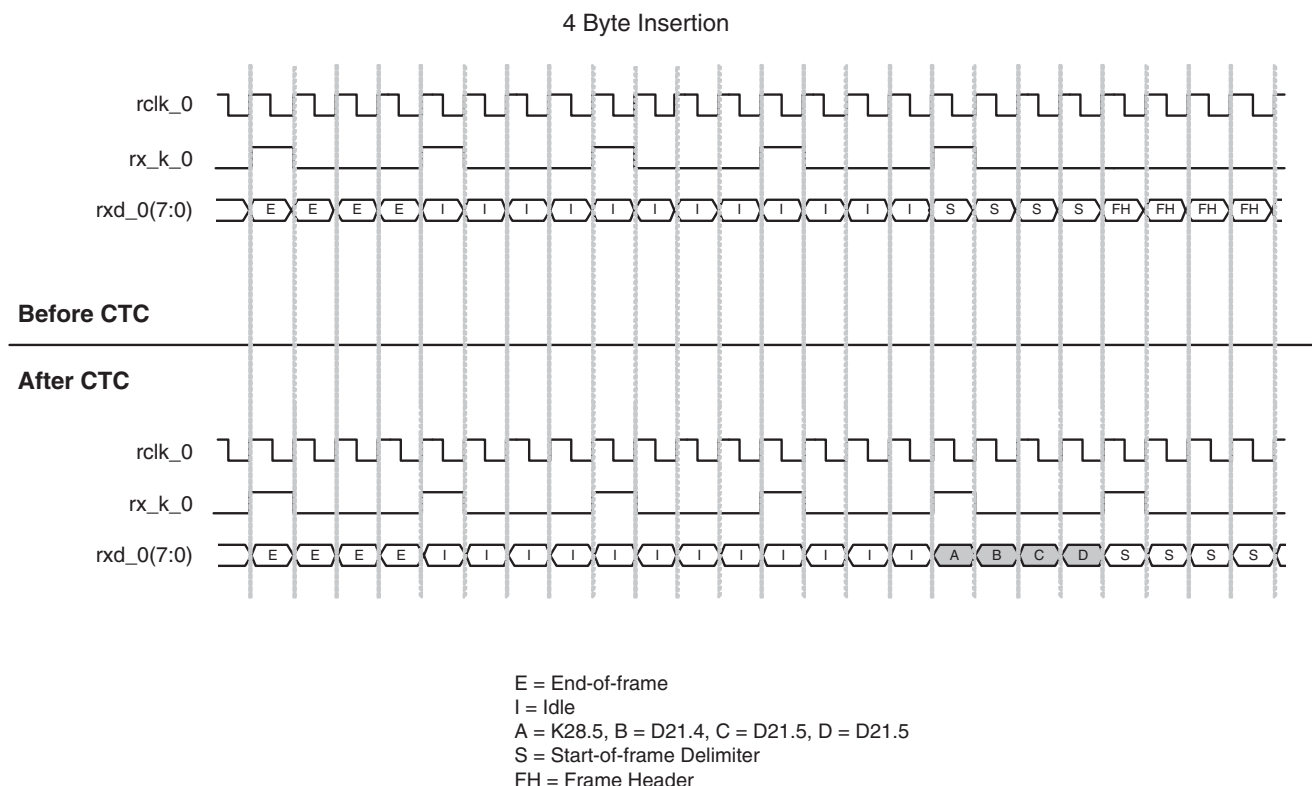 4 Byte Insertion
rclk_0
rx_k_0
rxd_0(7:0) E E E E I I I I I I I I I I I I S S S S FH FH FH FH
Before CTC
After CTC
rclk_0
rx_k_0
rxd_0(7:0) E E E E I I I I I I I I I I I I A B C D S S S S
E = End-of-frame
I = Idle
A = K28.5, B = D21.4, C = D21.5, D = D21.5
S = Start-of-frame Delimiter
FH = Frame Header